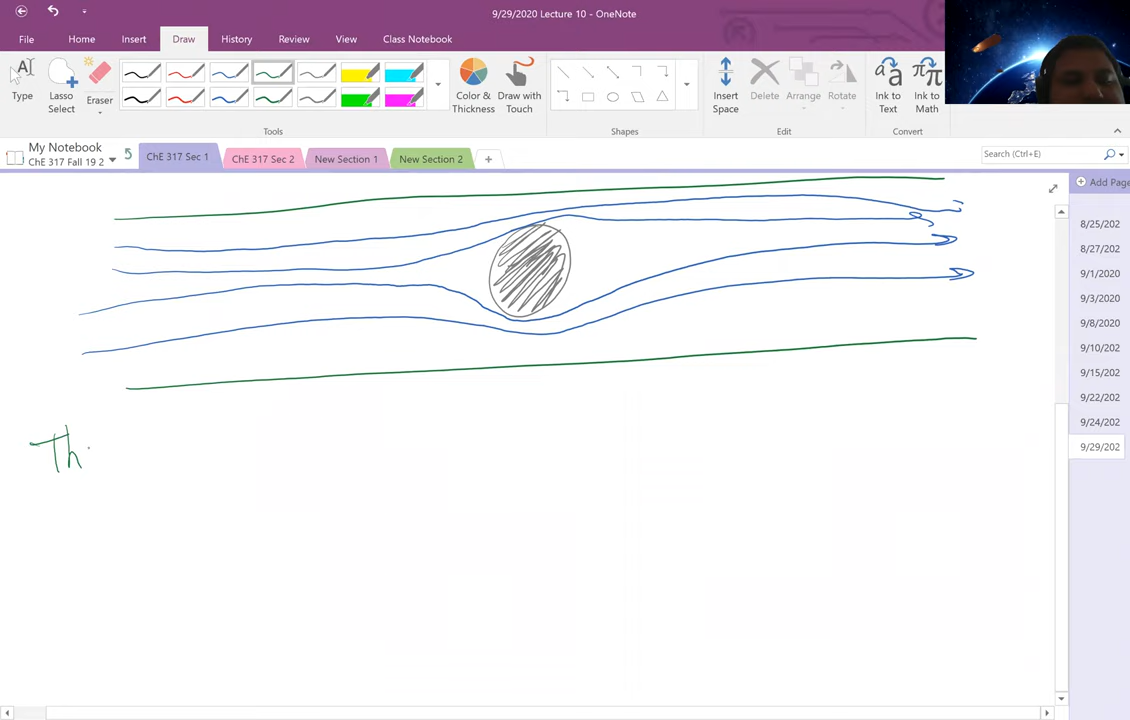 9/29/2020 Lecture 10 - OneNote
File Home Insert Draw History Review View Class Notebook
Type
Lasso
Select
Eraser
Color &
Thickness
Draw with
Touch
Insert
Space
Delete
Arrange
Rotate
Ink to
Text
Ink to
Math
Tools
Shapes
Edit
Convert
My Notebook
ChE 317 Fall 19 2
ChE 317 Sec 1
ChE 317 Sec 2
New Section 1
New Section 2
+
Search (Ctrl+E)
Add Page
8/25/202
8/27/202
9/1/2020
9/3/2020
9/8/2020
9/10/202
9/15/202
9/22/202
9/24/202
9/29/202
Th